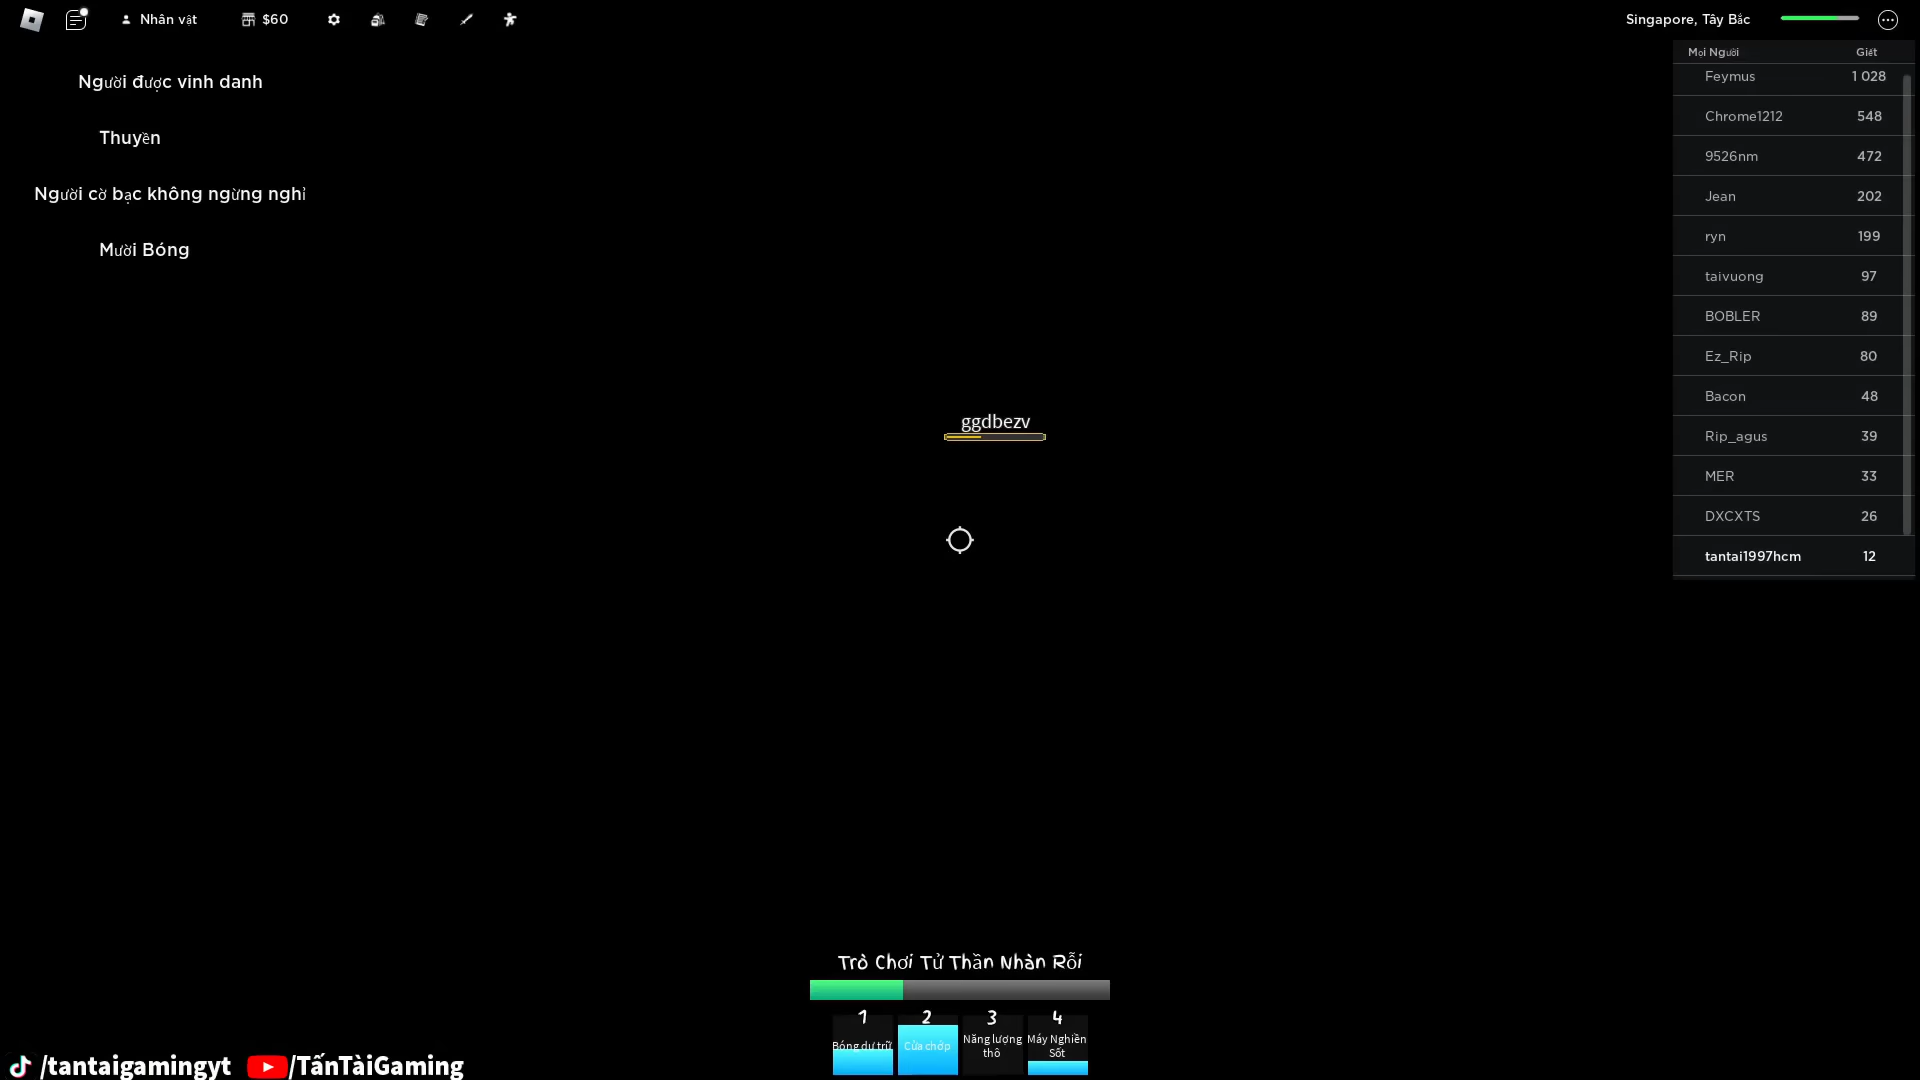 Nhân vật
$60
Singapore, Tây Bắc
Người được vinh danh
Thuyền
Người cờ bạc không ngừng nghỉ
Mười Bóng
Mọi Người Giết
Feymus 1 028
Chrome1212 548
9526nm 472
Jean 202
ryn 199
taivuong 97
BOBLER 89
Ez_Rip 80
Bacon 48
Rip_agus 39
MER 33
DXCXTS 26
tantai1997hcm 12
ggdbezv
Trò Chơi Tử Thần Nhàn Rỗi
1 2 3 4
Bóng dự trữ
Cửa chớp
Năng lượng
thô
Máy Nghiền
Sốt
/tantaigamingyt /TấnTàiGaming